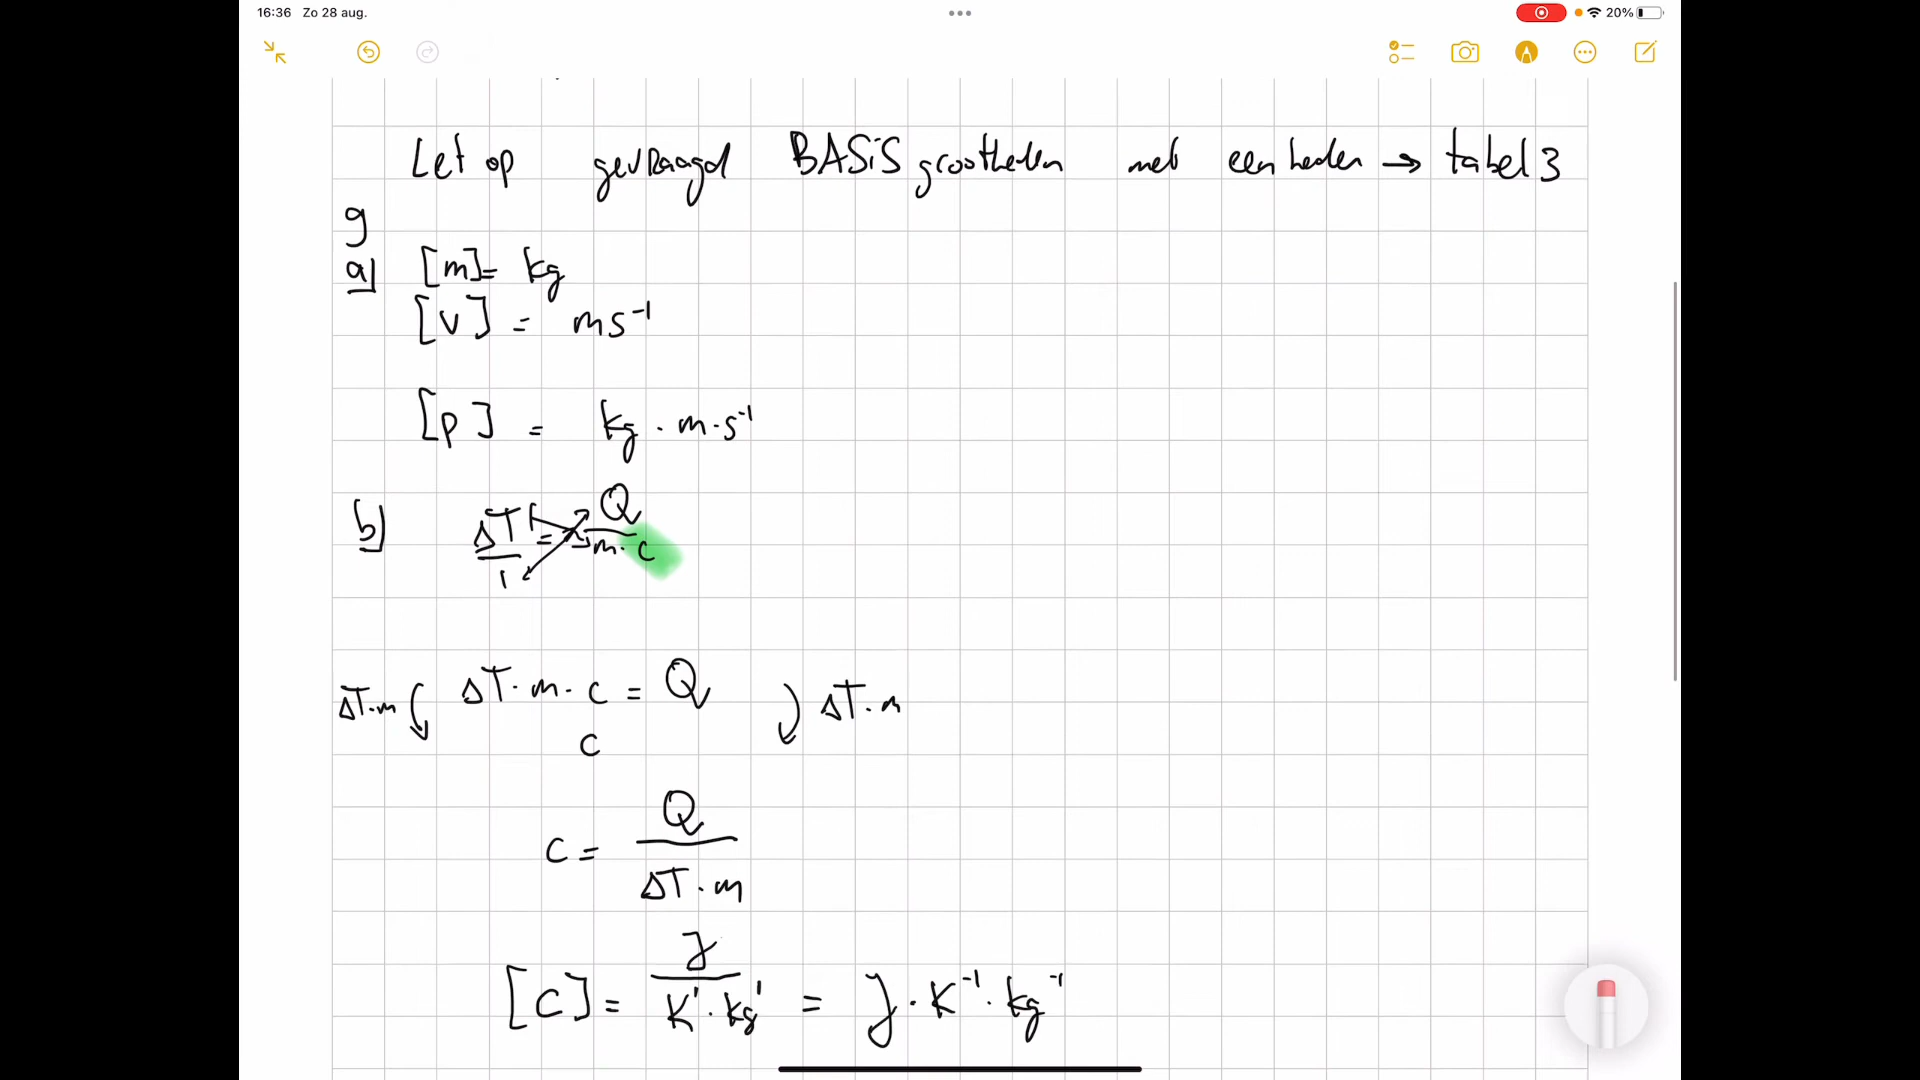 16:36 Zo 28 aug. 20%
Let op gevraagd BASiS grootheden met eenheden → tabel 3
g
a) [m]= kg
[v] = ms⁻¹
[p] = kg · m · s⁻¹
b) ΔT/1 = Q/(m · c)
ΔT·m ΔT · m · c = Q ΔT · m
c
c = Q/(ΔT · m)
[c] = J/(K¹ · kg¹) = J · K⁻¹ · kg⁻¹